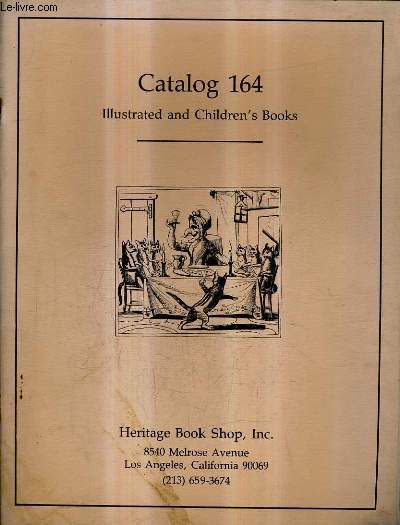 Le-livre.com
Catalog 164
Illustrated and Children's Books
Heritage Book Shop, Inc.
8540 Melrose Avenue
Los Angeles, California 90069
(213) 659-3674